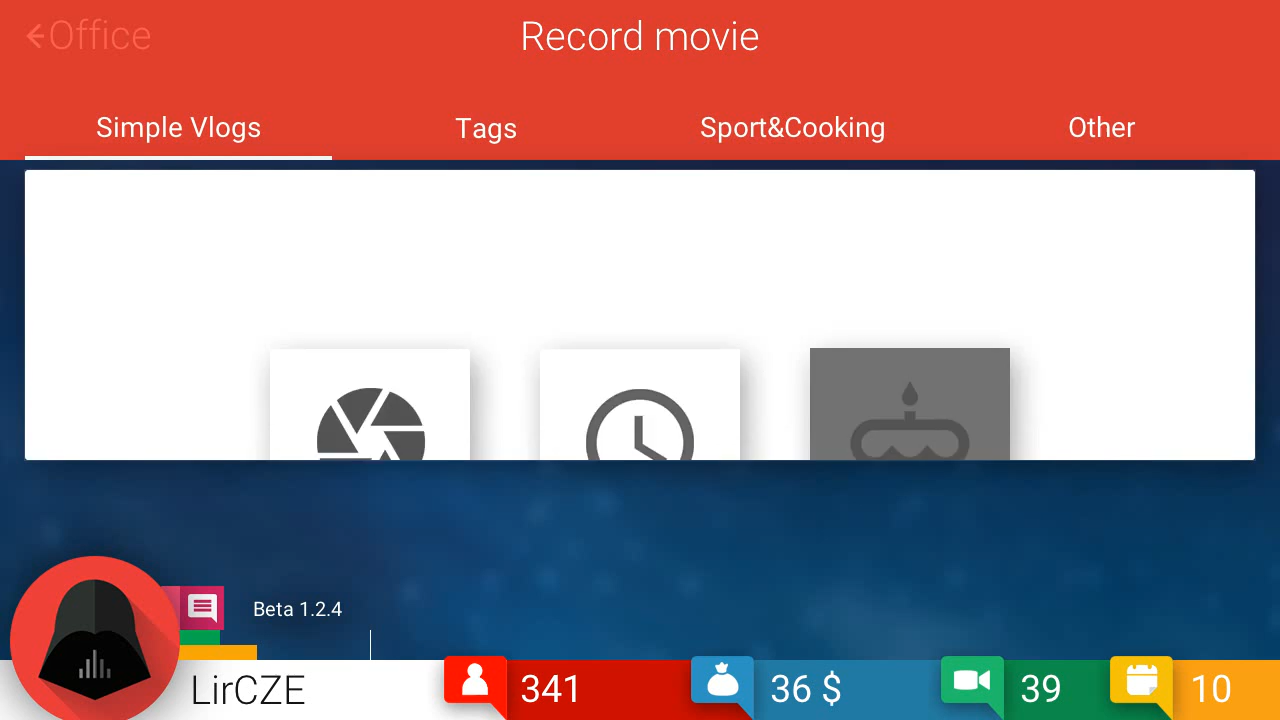 Office
Record movie
Simple Vlogs
Tags
Sport&Cooking
Other
Beta 1.2.4
LirCZE
341
36 $
39
10